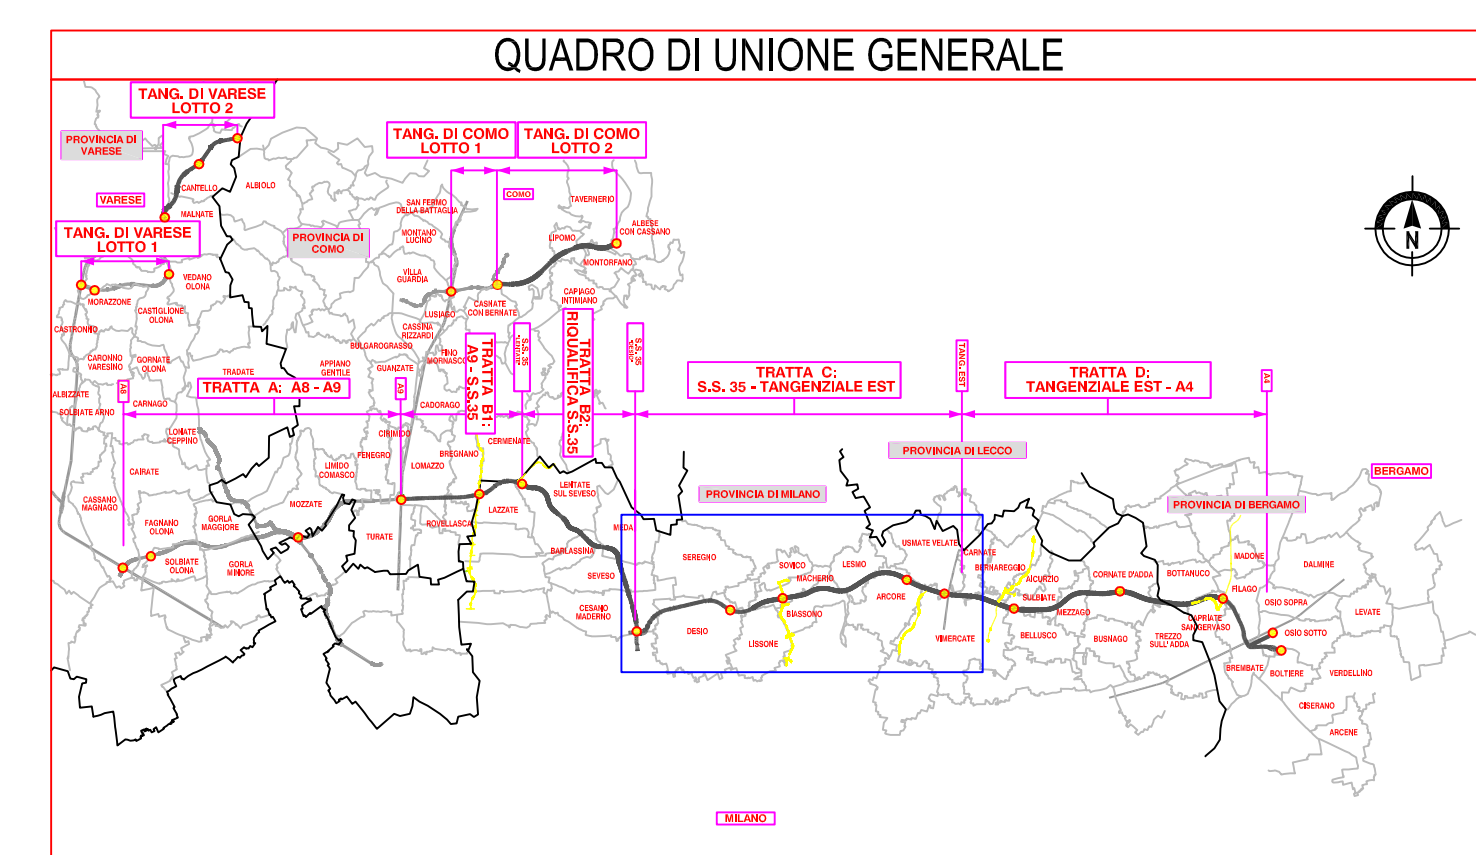 QUADRO DI UNIONE GENERALE
TANG. DI VARESE
LOTTO 2
PROVINCIA DI
VARESE
TANG. DI COMO
LOTTO 1
TANG. DI COMO
LOTTO 2
CANTELLO
ALBIOLO
VARESE
MALNATE
COMO
SAN FERMO
DELLA BATTAGLIA
TAVERNERIO
TANG. DI VARESE
LOTTO 1
PROVINCIA DI
COMO
MONTANO
LUCINO
LIPOMO
ALBESE
CON CASSANO
N
VILLA
GUARDIA
MONTORFANO
VEDANO
OLONA
MORAZZONE
CASTIGLIONE
OLONA
CAPIAGO
INTIMIANO
LUSIAGO
CASNATE
CON BERNATE
CASTRONNO
CASSINA
RIZZARDI
BULGAROGRASSO
FINO
MORNASCO
CARONNO
VARESINO
GORNATE
OLONA
TRADATE
APPIANO
GENTILE
GUANZATE
TRATTA B1:
A9 - S.S.35
S.S. 35
TRATTA B2:
RIQUALIFICA S.S.35
S.S. 35
TRATTA C:
S.S. 35 - TANGENZIALE EST
TANG. EST
TRATTA D:
TANGENZIALE EST - A4
A4
A8
TRATTA A: A8 - A9
A9
ALBIZZATE
SOLBIATE ARNO
CARNAGO
CADORAGO
LONATE
CEPPINO
CIRIMIDO
CERMENATE
FENEGRO
BREGNANO
PROVINCIA DI LECCO
CAIRATE
LIMIDO
COMASCO
LOMAZZO
BERGAMO
LENTATE
SUL SEVESO
PROVINCIA DI MILANO
CASSANO
MAGNAGO
MOZZATE
LAZZATE
PROVINCIA DI BERGAMO
FAGNANO
OLONA
GORLA
MAGGIORE
ROVELLASCA
TURATE
MEDA
USMATE VELATE
SEREGNO
BARLASSINA
CARNATE
MADONE
SOLBIATE
OLONA
GORLA
MINORE
SOVICO
LESMO
BERNAREGGIO
DALMINE
SEVESO
MACHERIO
AICURZIO
CORNATE D'ADDA
BOTTANUCO
FILAGO
ARCORE
SULBIATE
OSIO SOPRA
CESANO
MADERNO
BIASSONO
MEZZAGO
CAPRIATE
SAN GERVASO
LEVATE
DESIO
VIMERCATE
BELLUSCO
BUSNAGO
TREZZO
SULL'ADDA
OSIO SOTTO
LISSONE
BREMBATE
BOLTIERE
VERDELLINO
CISERANO
ARCENE
MILANO